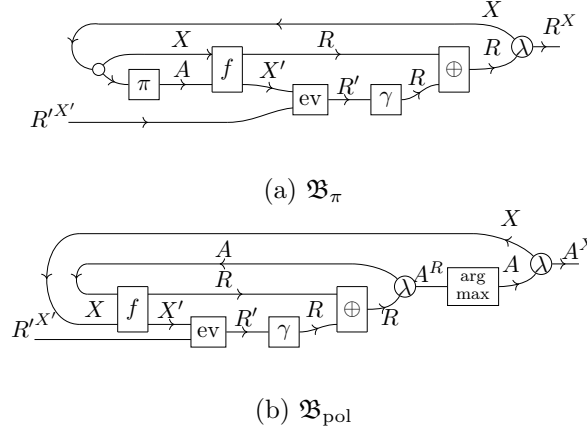 X
R^X
X R R
π A f X' ⊕ λ
R'^{X'} ev R' γ R
(a) 𝔅_π
X
A A^X
R A^R arg max A λ
X f X' ⊕ λ
R'^{X'} ev R' γ R R
(b) 𝔅_pol